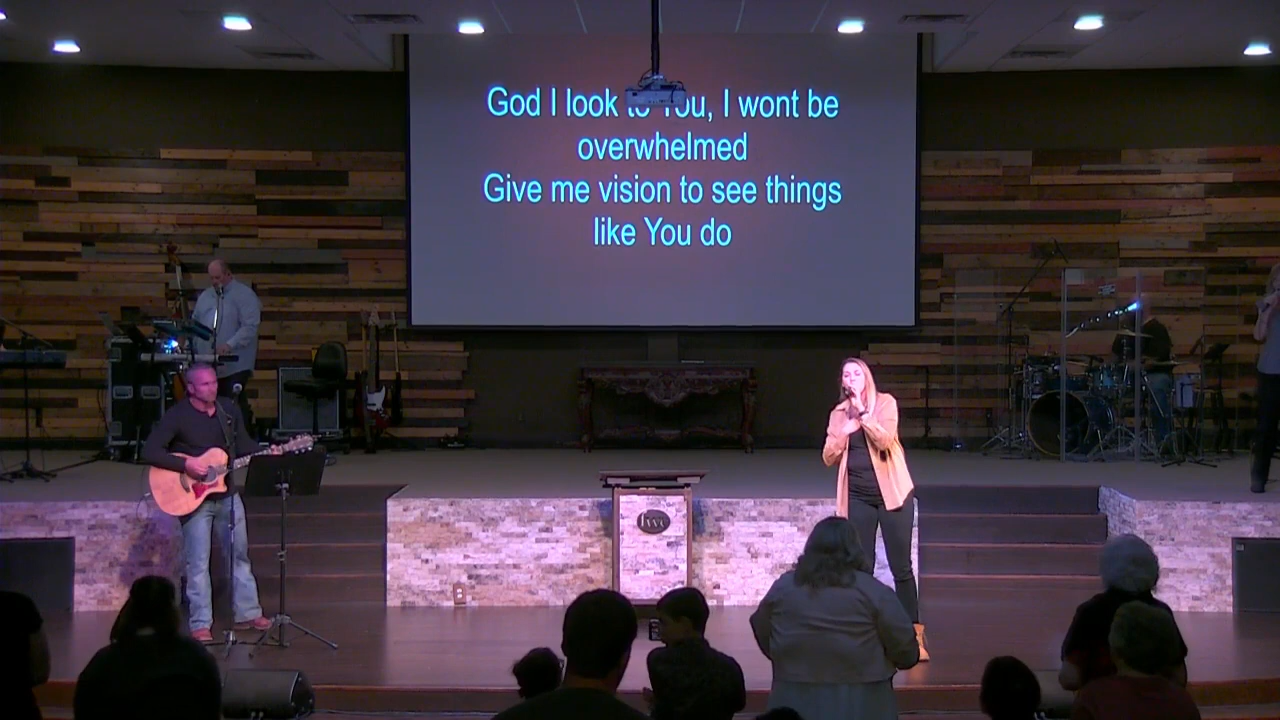 God I look to You, I wont be
overwhelmed
Give me vision to see things
like You do